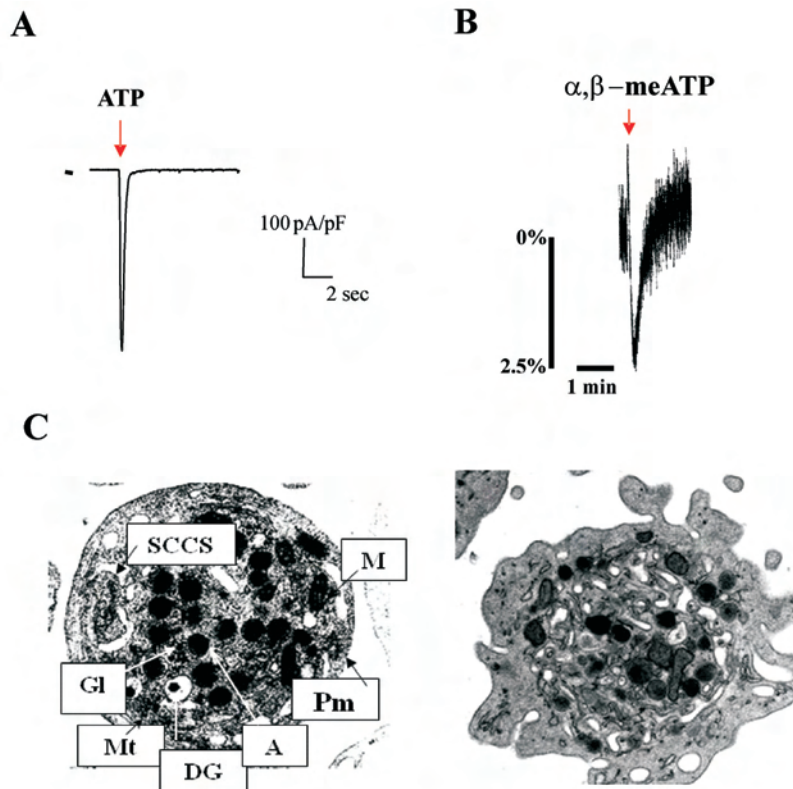 A
ATP
100 pA/pF
2 sec
B
α,β–meATP
0%
2.5%
1 min
C
SCCS
M
Gl
Pm
Mt
A
DG